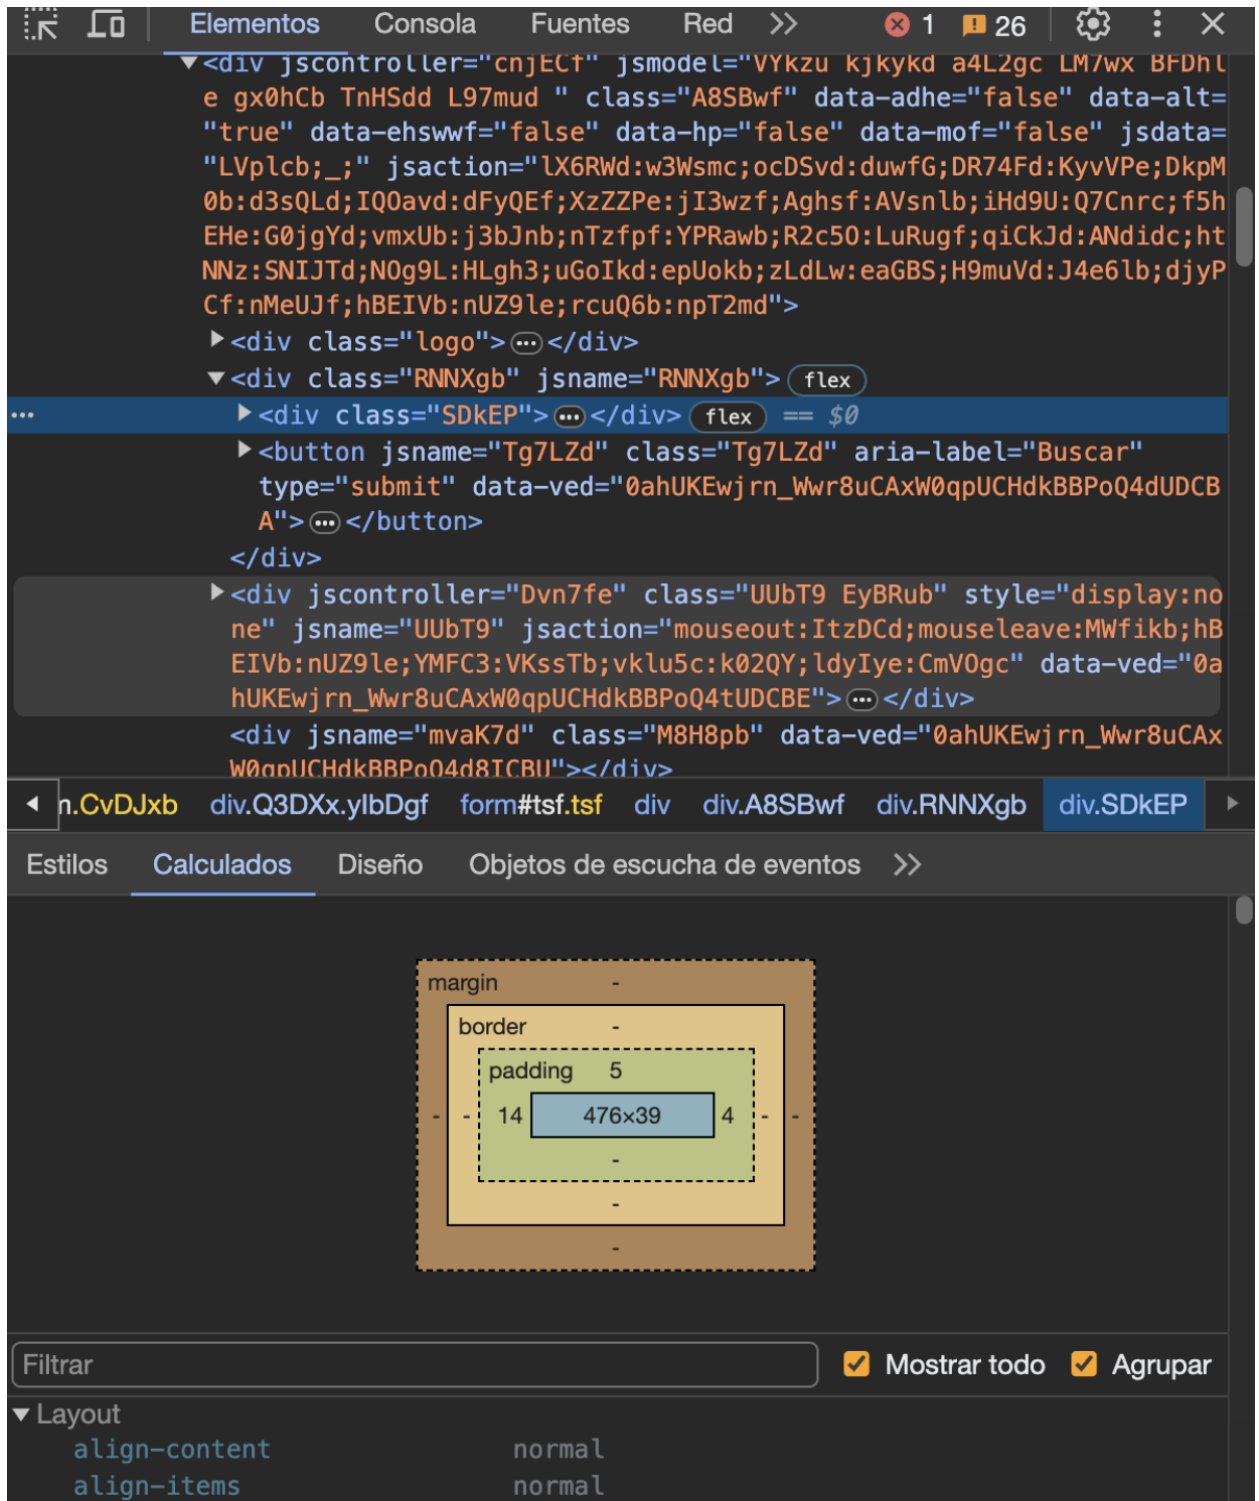 Elementos Consola Fuentes Red 1 26
<div jscontroller="cnjECf" jsmodel="VYkzu kjkykd a4L2gc LM7wx BFDhl
e gx0hCb TnHSdd L97mud " class="A8SBwf" data-adhe="false" data-alt=
"true" data-ehswwf="false" data-hp="false" data-mof="false" jsdata=
"LVplcb;_;" jsaction="lX6RWd:w3Wsmc;ocDSvd:duwfG;DR74Fd:KyvVPe;DkpM
0b:d3sQLd;IQOavd:dFyQEf;XzZZPe:jI3wzf;Aghsf:AVsnlb;iHd9U:Q7Cnrc;f5h
EHe:G0jgYd;vmxUb:j3bJnb;nTzfpf:YPRawb;R2c5O:LuRugf;qiCkJd:ANdidc;ht
NNz:SNIJTd;NOg9L:HLgh3;uGoIkd:epUokb;zLdLw:eaGBS;H9muVd:J4e6lb;djyP
Cf:nMeUJf;hBEIVb:nUZ9le;rcuQ6b:npT2md">
<div class="logo">…</div>
<div class="RNNXgb" jsname="RNNXgb"> flex
… <div class="SDkEP">…</div> flex == $0
<button jsname="Tg7LZd" class="Tg7LZd" aria-label="Buscar"
type="submit" data-ved="0ahUKEwjrn_Wwr8uCAxW0qpUCHdkBBPoQ4dUDCB
A">…</button>
</div>
<div jscontroller="Dvn7fe" class="UUbT9 EyBRub" style="display:no
ne" jsname="UUbT9" jsaction="mouseout:ItzDCd;mouseleave:MWfikb;hB
EIVb:nUZ9le;YMFC3:VKssTb;vklu5c:k02QY;ldyIye:CmVOgc" data-ved="0a
hUKEwjrn_Wwr8uCAxW0qpUCHdkBBPoQ4tUDCBE">…</div>
<div jsname="mvaK7d" class="M8H8pb" data-ved="0ahUKEwjrn_Wwr8uCAx
W0qpUCHdkBBPoQ4d8ICBU"></div>
n.CvDJxb div.Q3DXx.yIbDgf form#tsf.tsf div div.A8SBwf div.RNNXgb div.SDkEP
Estilos Calculados Diseño Objetos de escucha de eventos
margin -
border -
padding 5
- - 14 476×39 4 - -
-
-
-
Filtrar Mostrar todo Agrupar
Layout
align-content normal
align-items normal